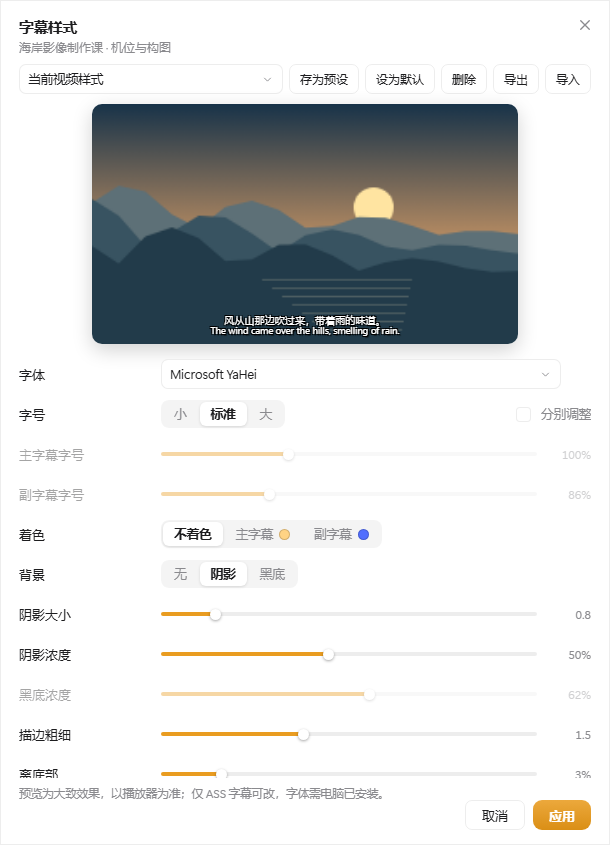 字幕样式
海岸影像制作课 · 机位与构图
当前视频样式 存为预设 设为默认 删除 导出 导入
风从山那边吹过来，带着雨的味道。
The wind came over the hills, smelling of rain.
字体 Microsoft YaHei
字号 小 标准 大 分别调整
主字幕字号 100%
副字幕字号 86%
着色 不着色 主字幕 副字幕
背景 无 阴影 黑底
阴影大小 0.8
阴影浓度 50%
黑底浓度 62%
描边粗细 1.5
离底部 3%
预览为大致效果，以播放器为准；仅 ASS 字幕可改，字体需电脑已安装。
取消 应用